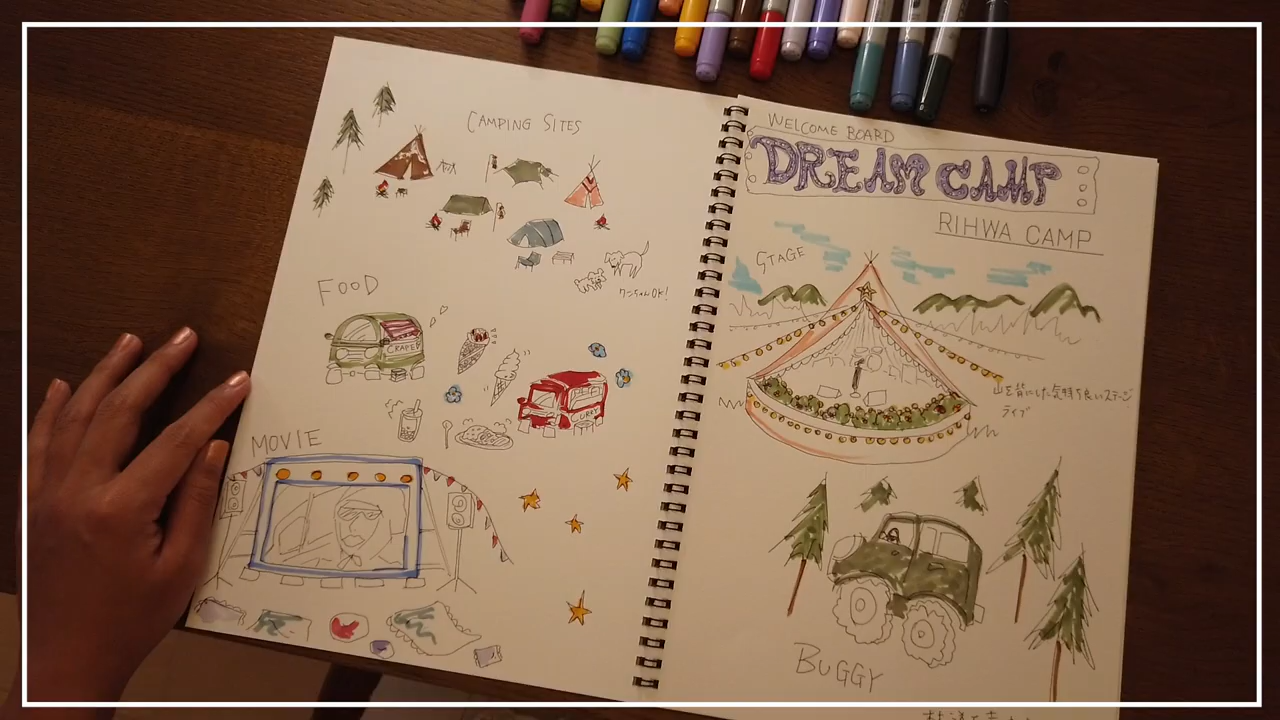 CAMPING SITES
ワンちゃんOK!
FOOD
CRAPE
CURRY
MOVIE
WELCOME BOARD
DREAM CAMP
RIHWA CAMP
STAGE
山を背にした気持ち良いステージ
ライブ
BUGGY